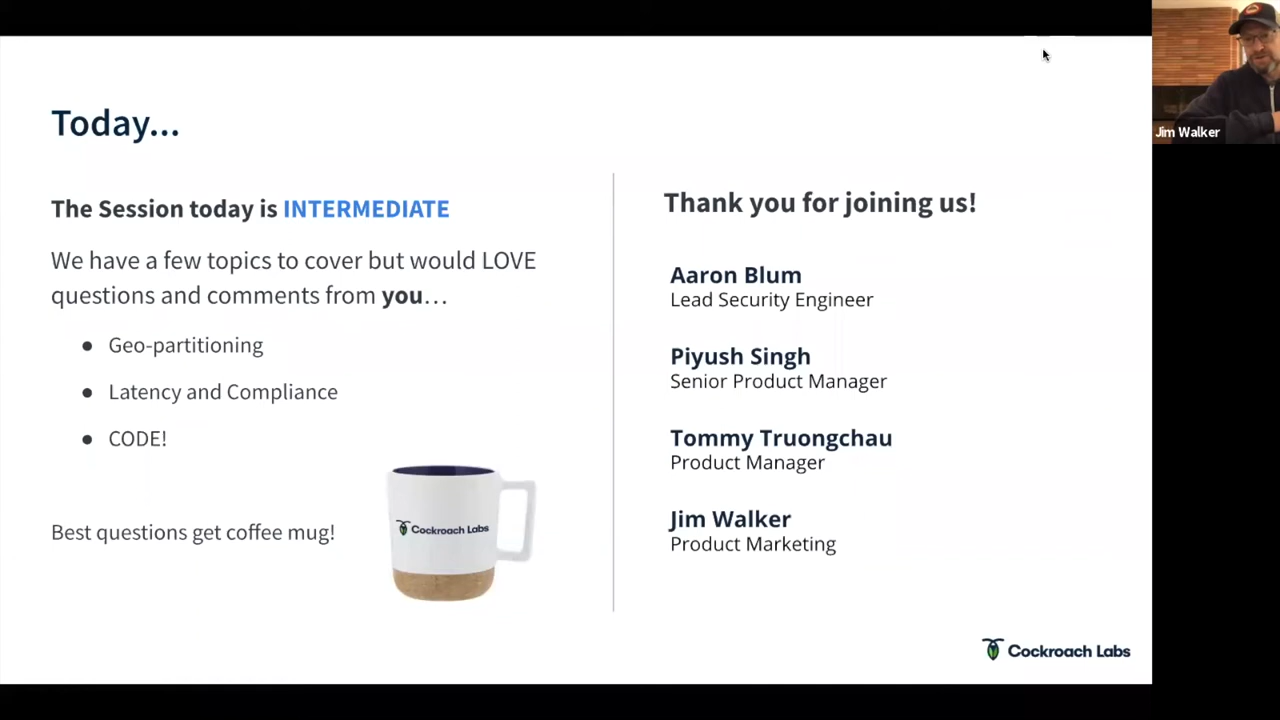 Today...
The Session today is INTERMEDIATE
We have a few topics to cover but would LOVE
questions and comments from you...
● Geo-partitioning
● Latency and Compliance
● CODE!
Best questions get coffee mug!
Cockroach Labs
Thank you for joining us!
Aaron Blum
Lead Security Engineer
Piyush Singh
Senior Product Manager
Tommy Truongchau
Product Manager
Jim Walker
Product Marketing
Cockroach Labs
Jim Walker